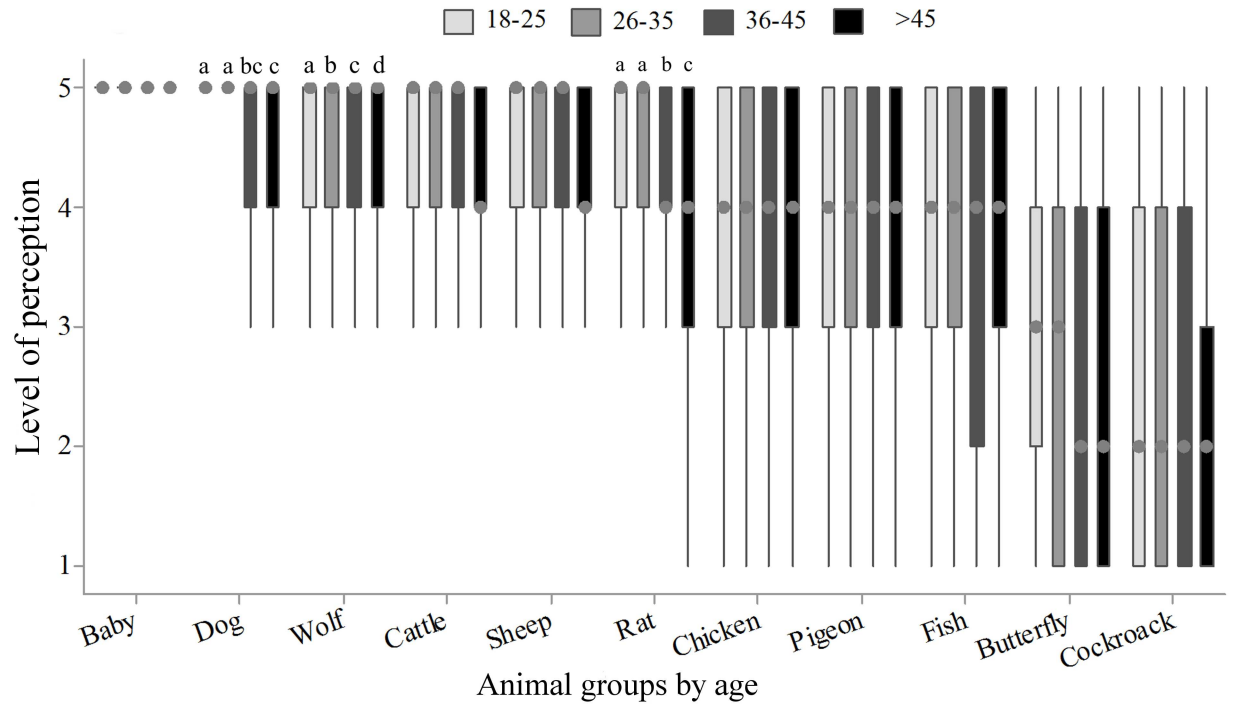 18-25 26-35 36-45 >45
a a bc c a b c d a a b c
5
4
3
2
1
Level of perception
Baby Dog Wolf Cattle Sheep Rat Chicken Pigeon Fish Butterfly Cockroack
Animal groups by age